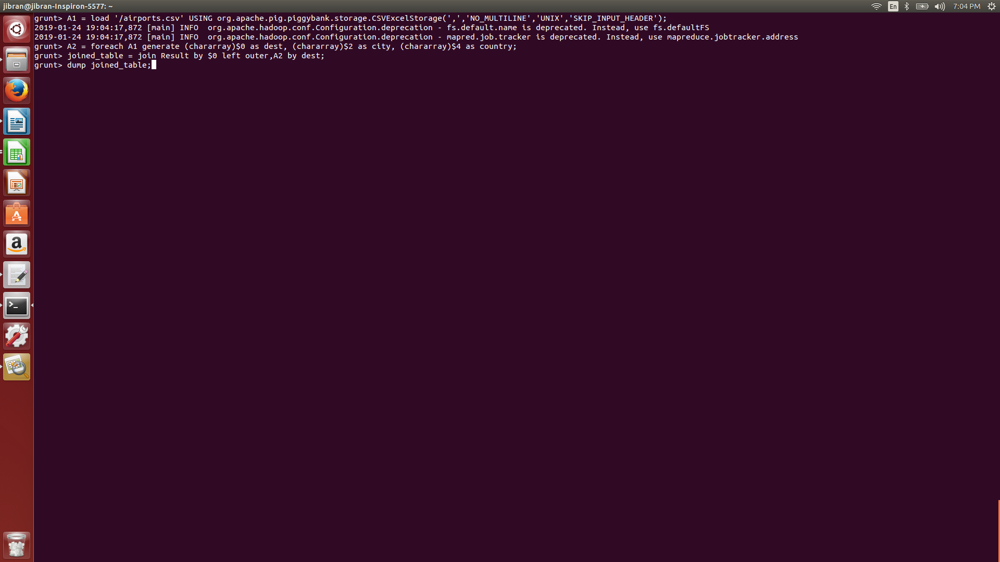 jibran@jibran-Inspiron-5577: ~
En
7:04 PM
grunt> A1 = load '/airports.csv' USING org.apache.pig.piggybank.storage.CSVExcelStorage(',','NO_MULTILINE','UNIX','SKIP_INPUT_HEADER');
2019-01-24 19:04:17,872 [main] INFO  org.apache.hadoop.conf.Configuration.deprecation - fs.default.name is deprecated. Instead, use fs.defaultFS
2019-01-24 19:04:17,872 [main] INFO  org.apache.hadoop.conf.Configuration.deprecation - mapred.job.tracker is deprecated. Instead, use mapreduce.jobtracker.address
grunt> A2 = foreach A1 generate (chararray)$0 as dest, (chararray)$2 as city, (chararray)$4 as country;
grunt> joined_table = join Result by $0 left outer,A2 by dest;
grunt> dump joined_table;